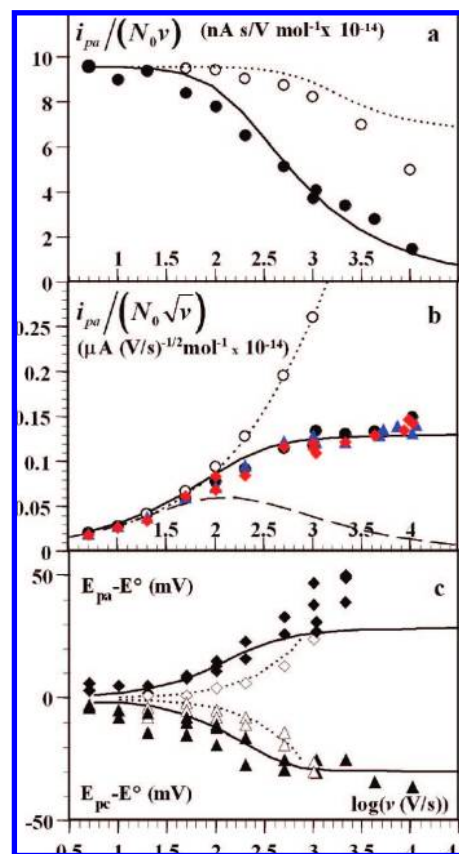 i_pa/(N_0 v) (nA s/V mol^-1 x 10^-14) a
10
8
6
4
2
0
1 1.5 2 2.5 3 3.5
i_pa/(N_0 √v) b
(μA (V/s)^-1/2 mol^-1 x 10^-14)
0.25
0.2
0.15
0.1
0.05
0
1 1.5 2 2.5 3 3.5 4
50
E_pa-E° (mV) c
0
E_pc-E° (mV) log(v (V/s))
-50
0.5 1 1.5 2 2.5 3 3.5 4